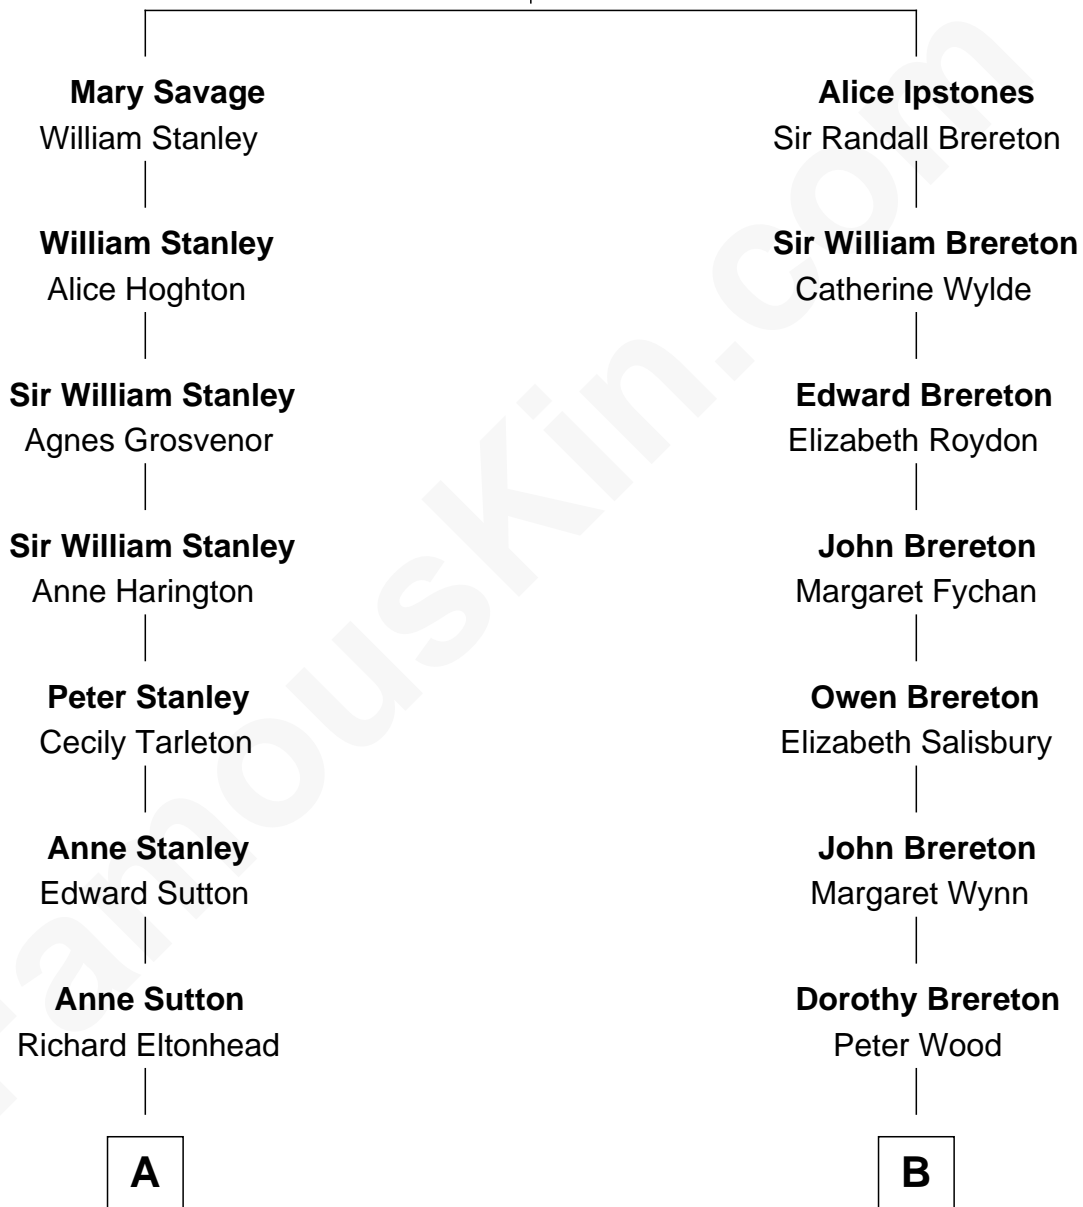 Mary Savage
William Stanley
William Stanley
Alice Hoghton
Sir William Stanley
Agnes Grosvenor
Sir William Stanley
Anne Harington
Peter Stanley
Cecily Tarleton
Anne Stanley
Edward Sutton
Anne Sutton
Richard Eltonhead
A
Alice Ipstones
Sir Randall Brereton
Sir William Brereton
Catherine Wylde
Edward Brereton
Elizabeth Roydon
John Brereton
Margaret Fychan
Owen Brereton
Elizabeth Salisbury
John Brereton
Margaret Wynn
Dorothy Brereton
Peter Wood
B
FamousKin.com